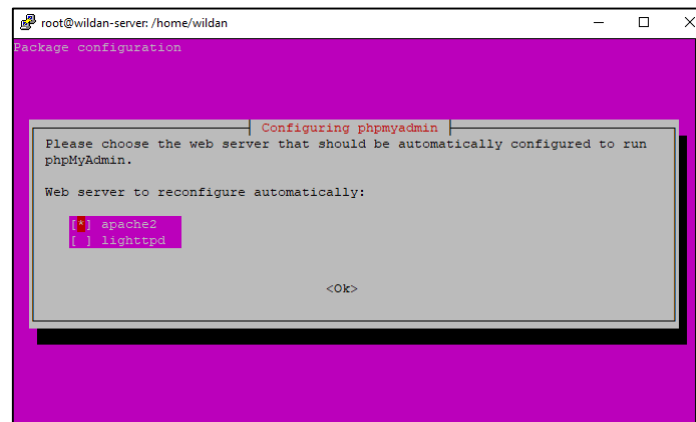 root@wildan-server: /home/wildan
Package configuration
Configuring phpmyadmin
Please choose the web server that should be automatically configured to run
phpMyAdmin.
Web server to reconfigure automatically:
[*] apache2
[ ] lighttpd
<Ok>